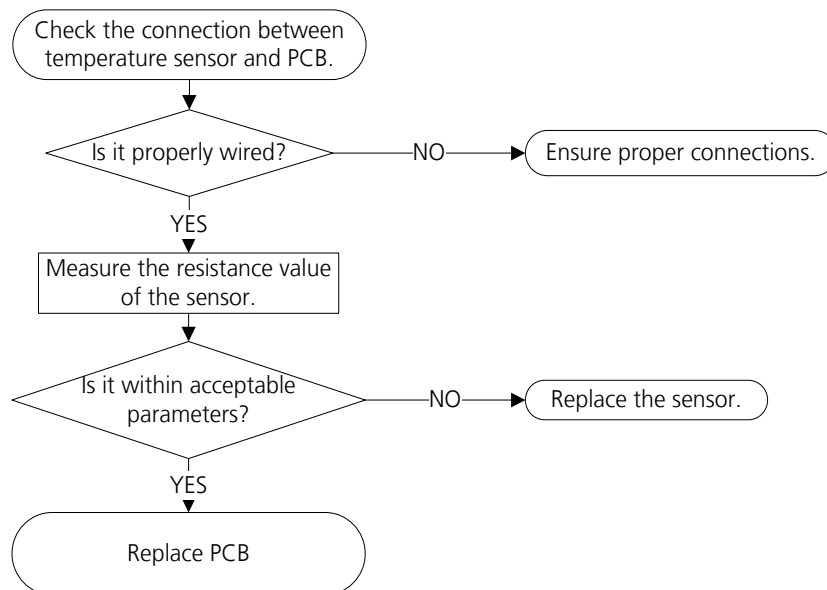 Check the connection between
temperature sensor and PCB.
Is it properly wired?
NO
Ensure proper connections.
YES
Measure the resistance value
of the sensor.
Is it within acceptable
parameters?
NO
Replace the sensor.
YES
Replace PCB